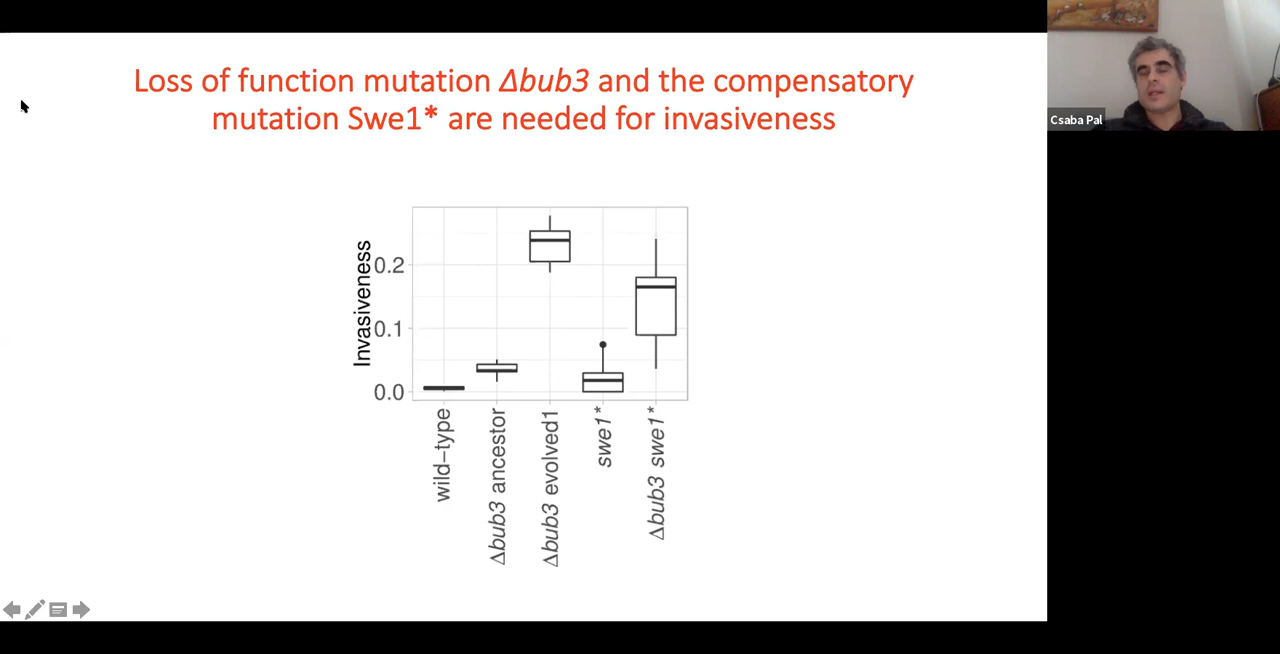 Loss of function mutation Δbub3 and the compensatory
mutation Swe1* are needed for invasiveness
Csaba Pal
Invasiveness
0.2
0.1
0.0
wild-type
Δbub3 ancestor
Δbub3 evolved1
swe1*
Δbub3 swe1*